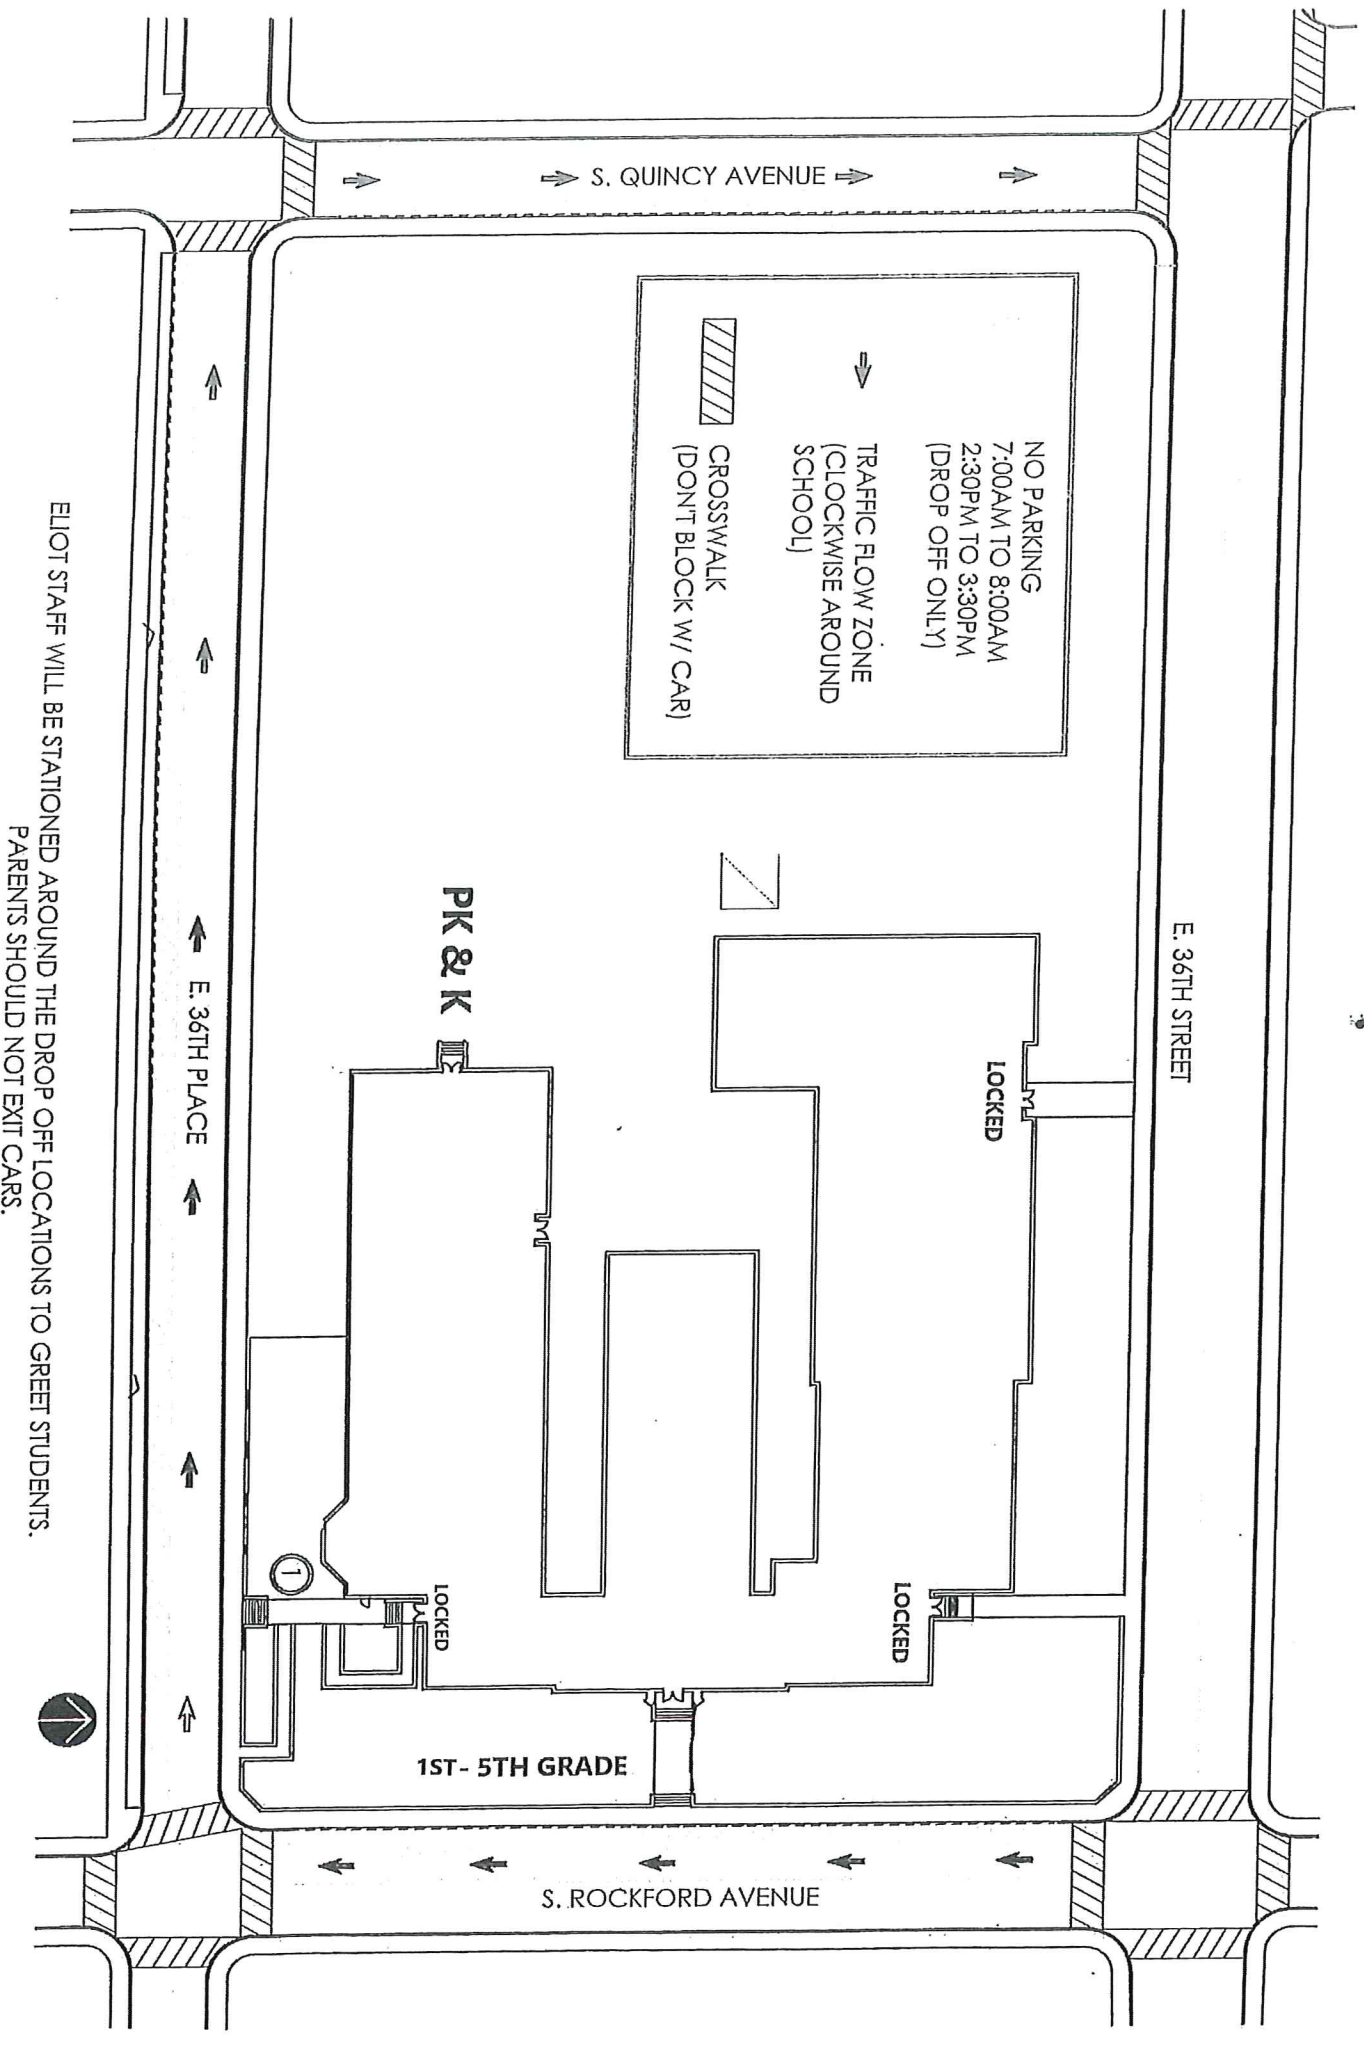 E. 36TH STREET
NO PARKING
7:00AM TO 8:00AM
2:30PM TO 3:30PM
(DROP OFF ONLY)
TRAFFIC FLOW ZONE
(CLOCKWISE AROUND
SCHOOL)
CROSSWALK
(DON'T BLOCK W/ CAR)
S. QUINCY AVENUE
LOCKED
LOCKED
PK & K
LOCKED
1
1ST- 5TH GRADE
S. ROCKFORD AVENUE
E. 36TH PLACE
ELIOT STAFF WILL BE STATIONED AROUND THE DROP OFF LOCATIONS TO GREET STUDENTS.
PARENTS SHOULD NOT EXIT CARS.